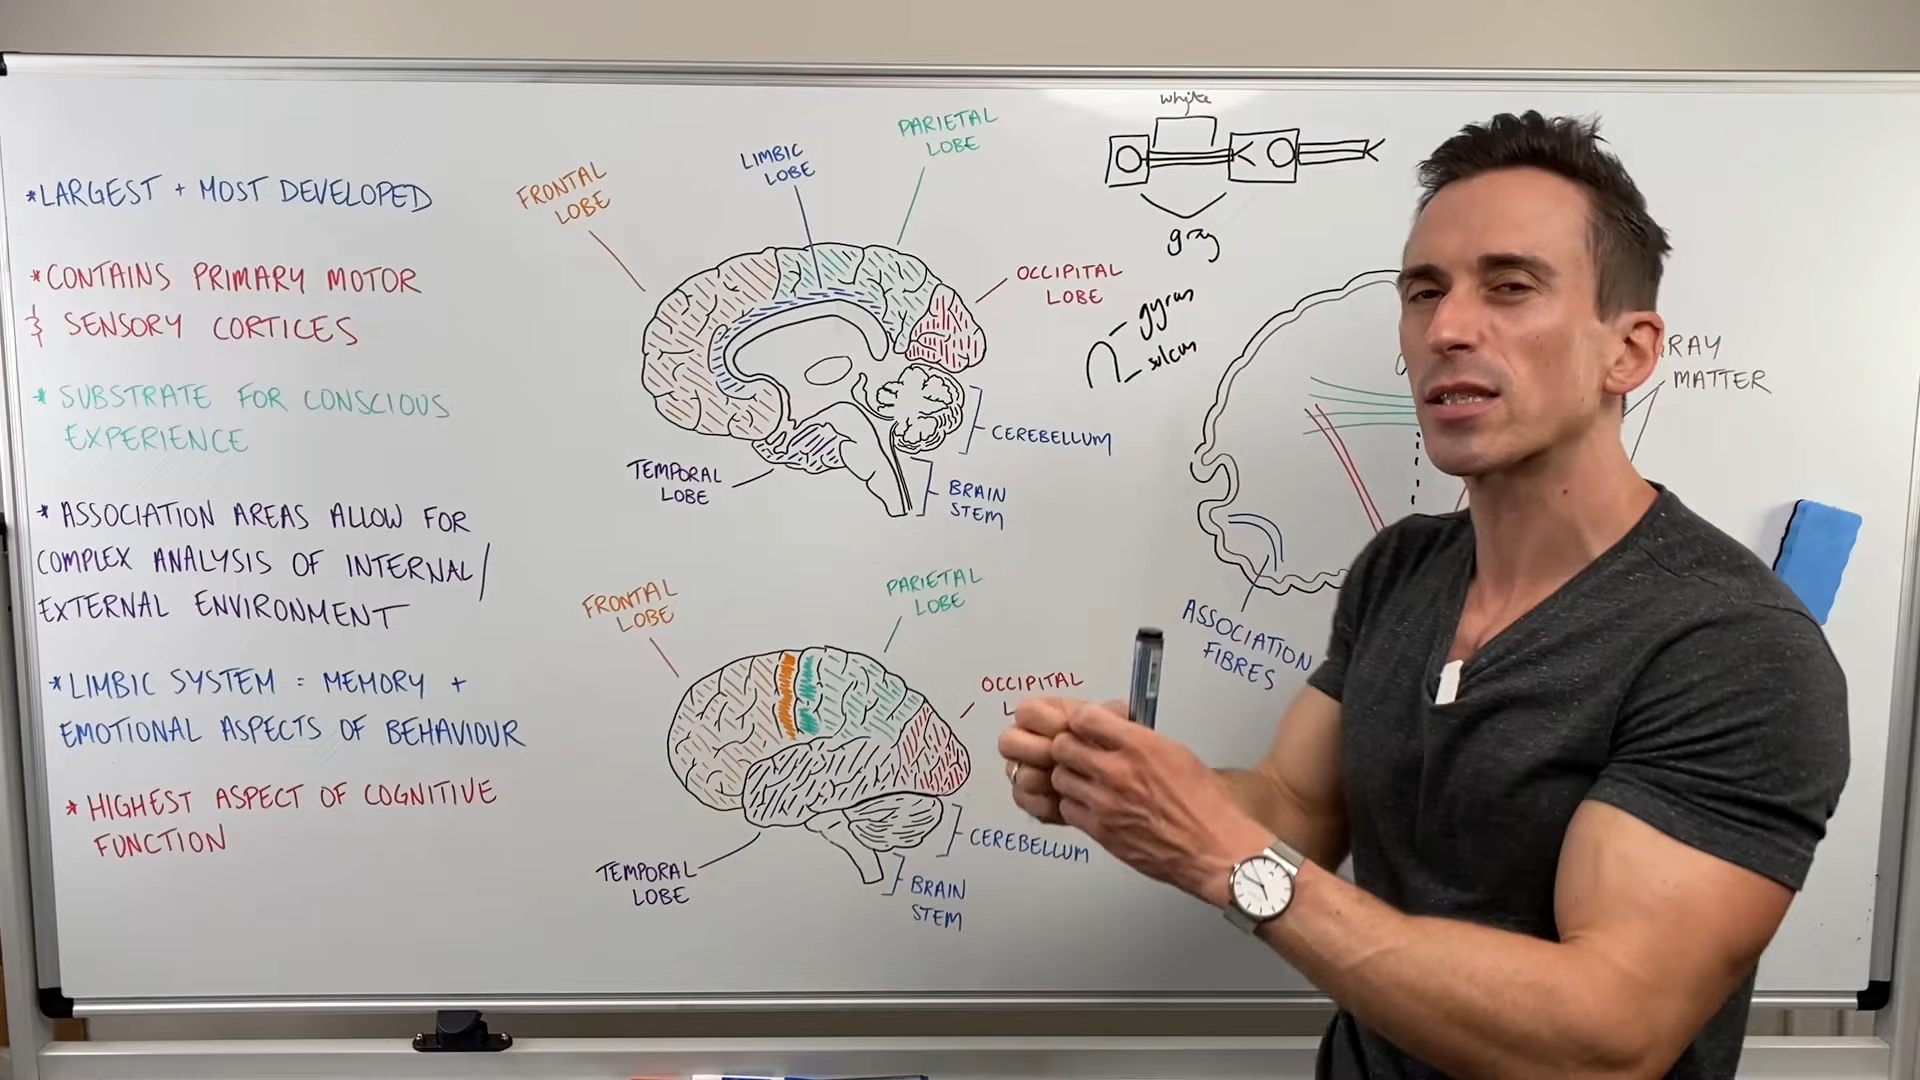 *LARGEST + MOST DEVELOPED
*CONTAINS PRIMARY MOTOR
& SENSORY CORTICES
* SUBSTRATE FOR CONSCIOUS
EXPERIENCE
* ASSOCIATION AREAS ALLOW FOR
COMPLEX ANALYSIS OF INTERNAL/
EXTERNAL ENVIRONMENT
*LIMBIC SYSTEM = MEMORY +
EMOTIONAL ASPECTS OF BEHAVIOUR
*HIGHEST ASPECT OF COGNITIVE
FUNCTION
FRONTAL
LOBE
LIMBIC
LOBE
PARIETAL
LOBE
OCCIPITAL
LOBE
CEREBELLUM
BRAIN
STEM
TEMPORAL
LOBE
FRONTAL
LOBE
PARIETAL
LOBE
OCCIPITAL
CEREBELLUM
BRAIN
STEM
TEMPORAL
LOBE
white
gray
gyrus
sulcus
MATTER
ASSOCIATION
FIBRES